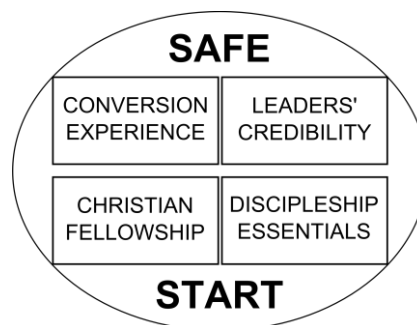 SAFE
CONVERSION
EXPERIENCE
LEADERS'
CREDIBILITY
CHRISTIAN
FELLOWSHIP
DISCIPLESHIP
ESSENTIALS
START